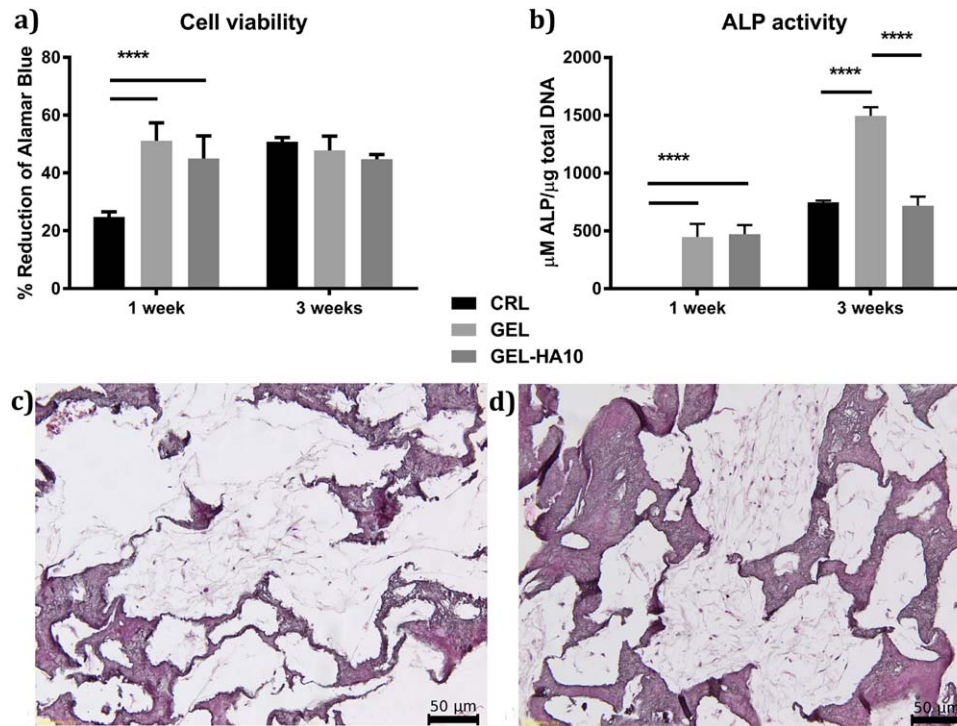 a)
Cell viability
% Reduction of Alamar Blue
80
60
40
20
0
****
1 week
3 weeks
b)
ALP activity
μM ALP/μg total DNA
2000
1500
1000
500
0
****
****
****
1 week
3 weeks
CRL
GEL
GEL-HA10
c)
50 μm
d)
50 μm